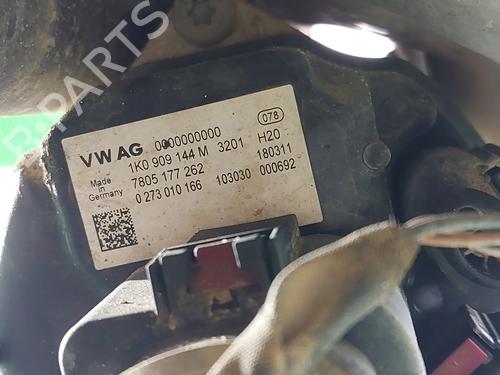 R-PARTS
VW AG 0000000000 078
1K0 909 144 M 3201 H20
Made in Germany 7805 177 262 180311
0 273 010 166 103030 000692